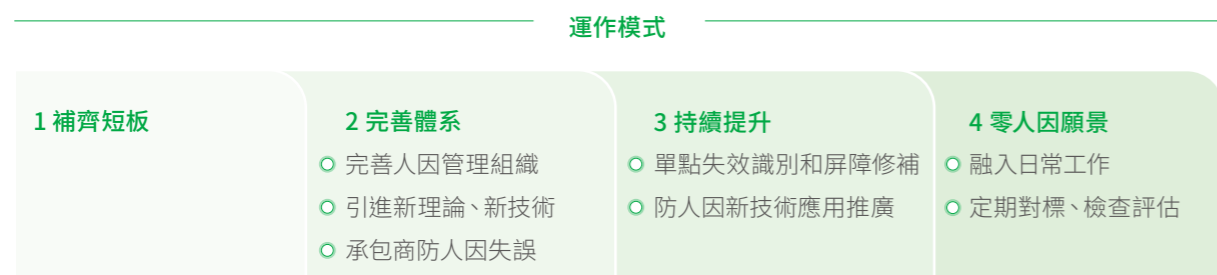 運作模式
1 補齊短板
2 完善體系
完善人因管理組織
引進新理論、新技術
承包商防人因失誤
3 持續提升
單點失效識別和屏障修補
防人因新技術應用推廣
4 零人因願景
融入日常工作
定期對標、檢查評估